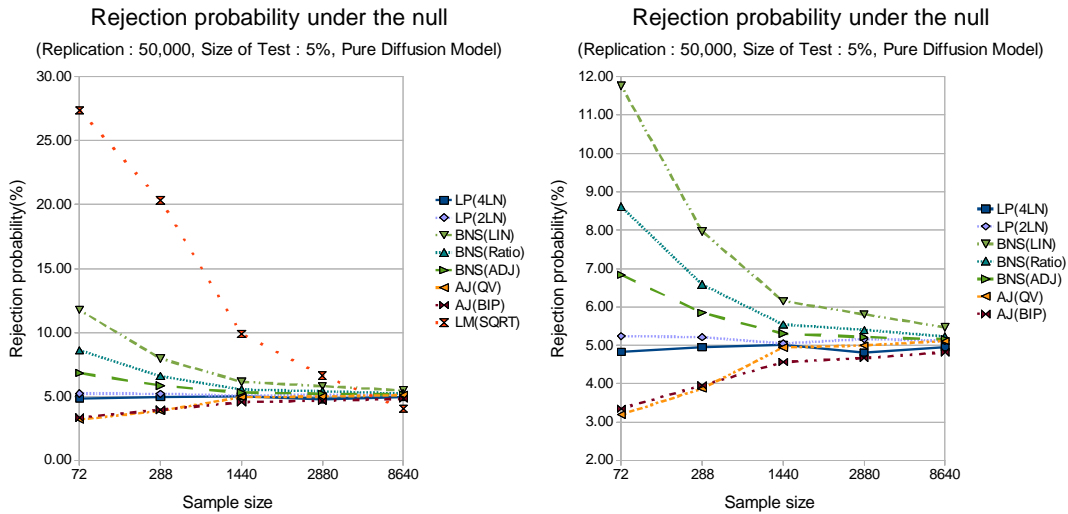 Rejection probability under the null
(Replication : 50,000, Size of Test : 5%, Pure Diffusion Model)
30.00
25.00
20.00
15.00
10.00
5.00
0.00
Rejection probability(%)
72
288
1440
2880
8640
Sample size
LP(4LN)
LP(2LN)
BNS(LIN)
BNS(Ratio)
BNS(ADJ)
AJ(QV)
AJ(BIP)
LM(SQRT)
Rejection probability under the null
(Replication : 50,000, Size of Test : 5%, Pure Diffusion Model)
12.00
11.00
10.00
9.00
8.00
7.00
6.00
5.00
4.00
3.00
2.00
Rejection probability(%)
72
288
1440
2880
8640
Sample size
LP(4LN)
LP(2LN)
BNS(LIN)
BNS(Ratio)
BNS(ADJ)
AJ(QV)
AJ(BIP)